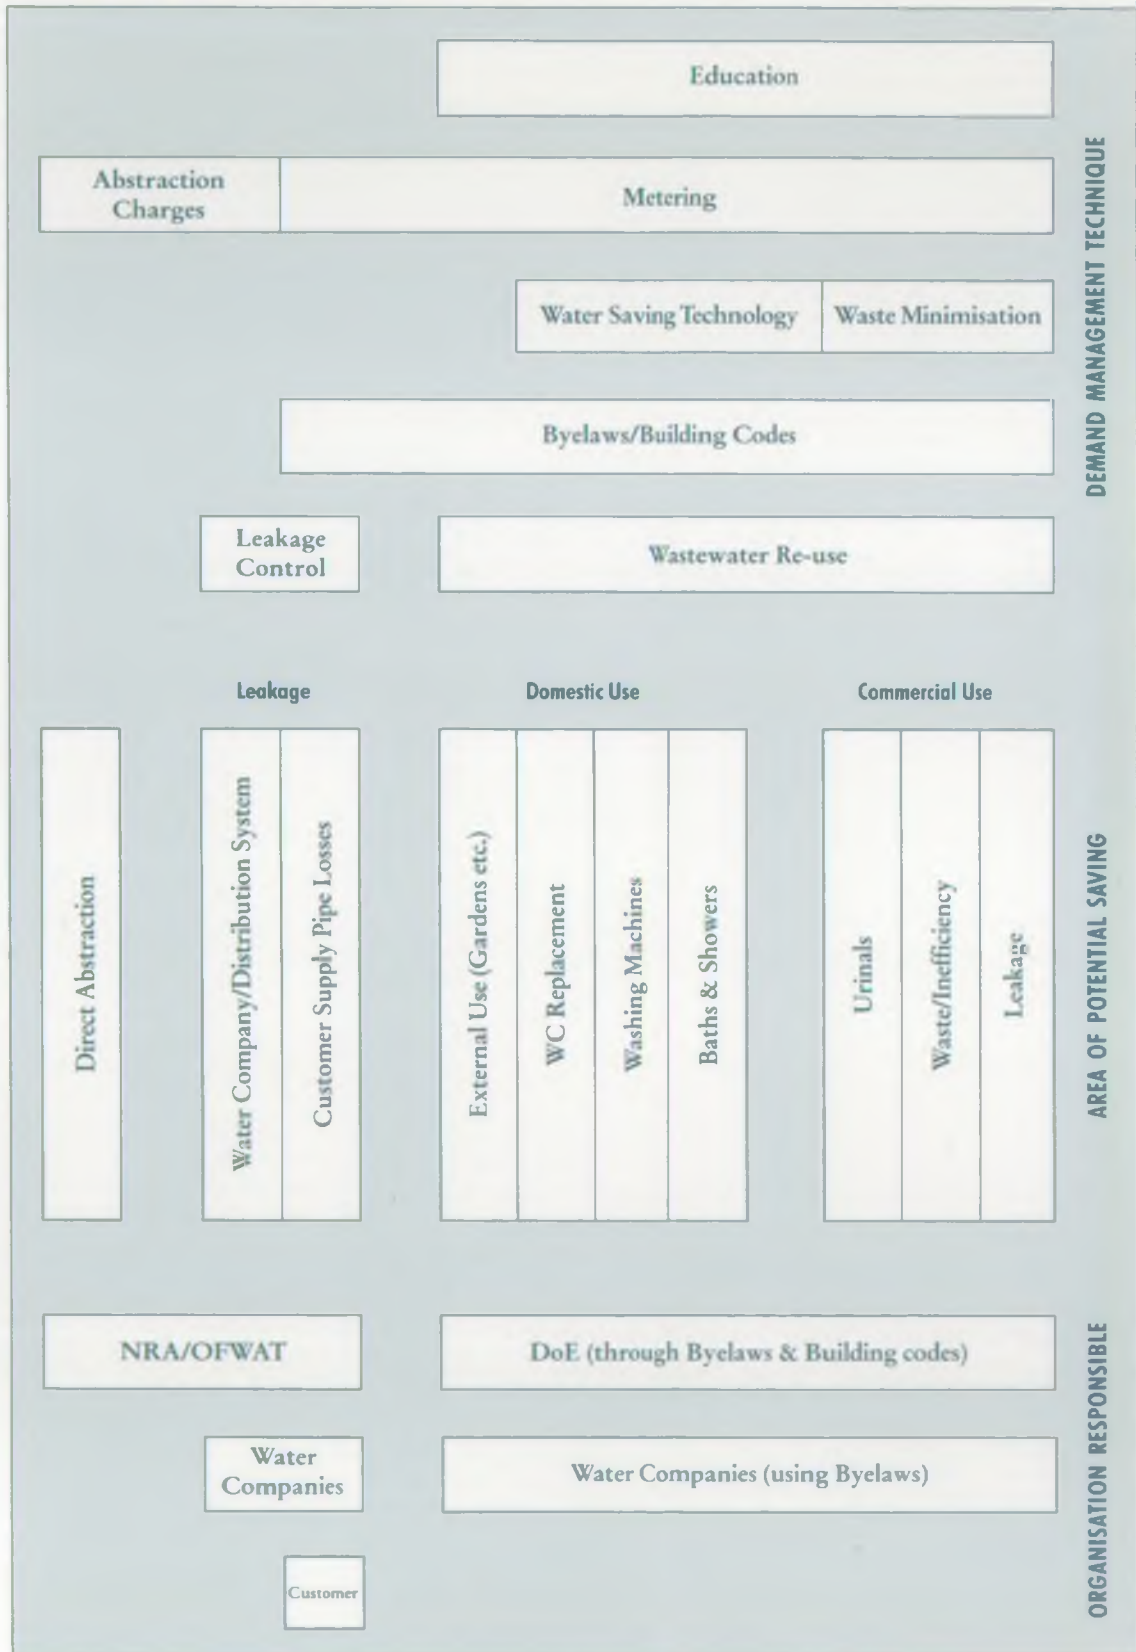 Education
Abstraction
Charges
Metering
Water Saving Technology
Waste Minimisation
Byelaws/Building Codes
Leakage
Control
Wastewater Re-use
DEMAND MANAGEMENT TECHNIQUE
Leakage
Domestic Use
Commercial Use
Direct Abstraction
Water Company/Distribution System
Customer Supply Pipe Losses
External Use (Gardens etc.)
WC Replacement
Washing Machines
Baths & Showers
Urinals
Waste/Inefficiency
Leakage
AREA OF POTENTIAL SAVING
NRA/OFWAT
DoE (through Byelaws & Building codes)
Water
Companies
Water Companies (using Byelaws)
Customer
ORGANISATION RESPONSIBLE